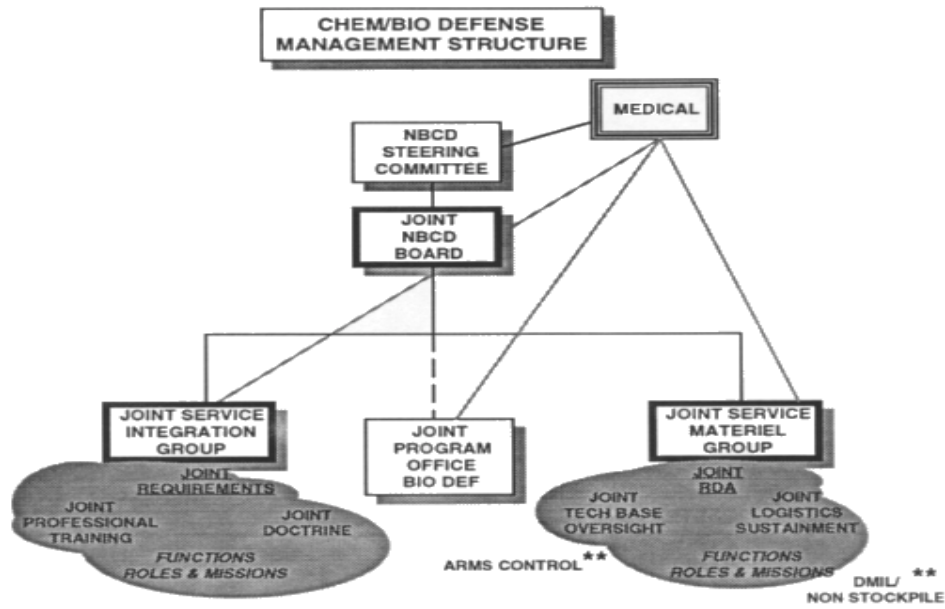 CHEM/BIO DEFENSE
MANAGEMENT STRUCTURE
MEDICAL
NBCD
STEERING
COMMITTEE
JOINT
NBCD
BOARD
JOINT SERVICE
INTEGRATION
GROUP
JOINT
PROGRAM
OFFICE
BIO DEF
JOINT SERVICE
MATERIEL
GROUP
JOINT
REQUIREMENTS
JOINT
PROFESSIONAL
TRAINING
JOINT
DOCTRINE
FUNCTIONS
ROLES & MISSIONS
JOINT
RDA
JOINT
TECH BASE
OVERSIGHT
JOINT
LOGISTICS
SUSTAINMENT
FUNCTIONS
ROLES & MISSIONS
ARMS CONTROL **
DMIL/ **
NON STOCKPILE